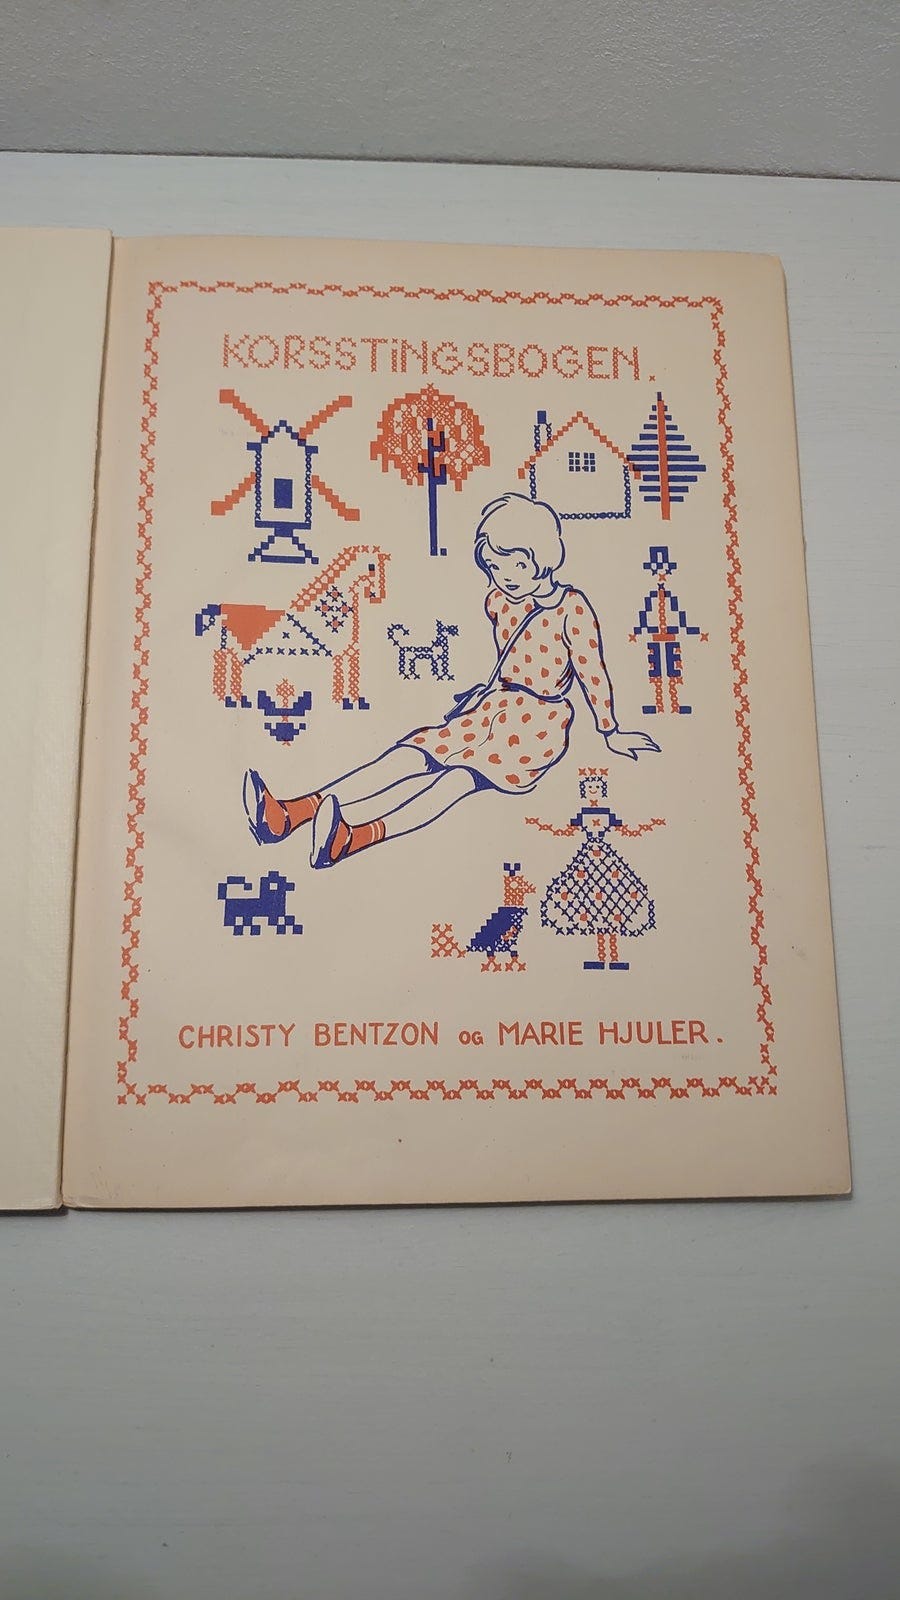 KORSSTiNGSBOGEN.
CHRISTY BENTZON OG MARIE HJULER.